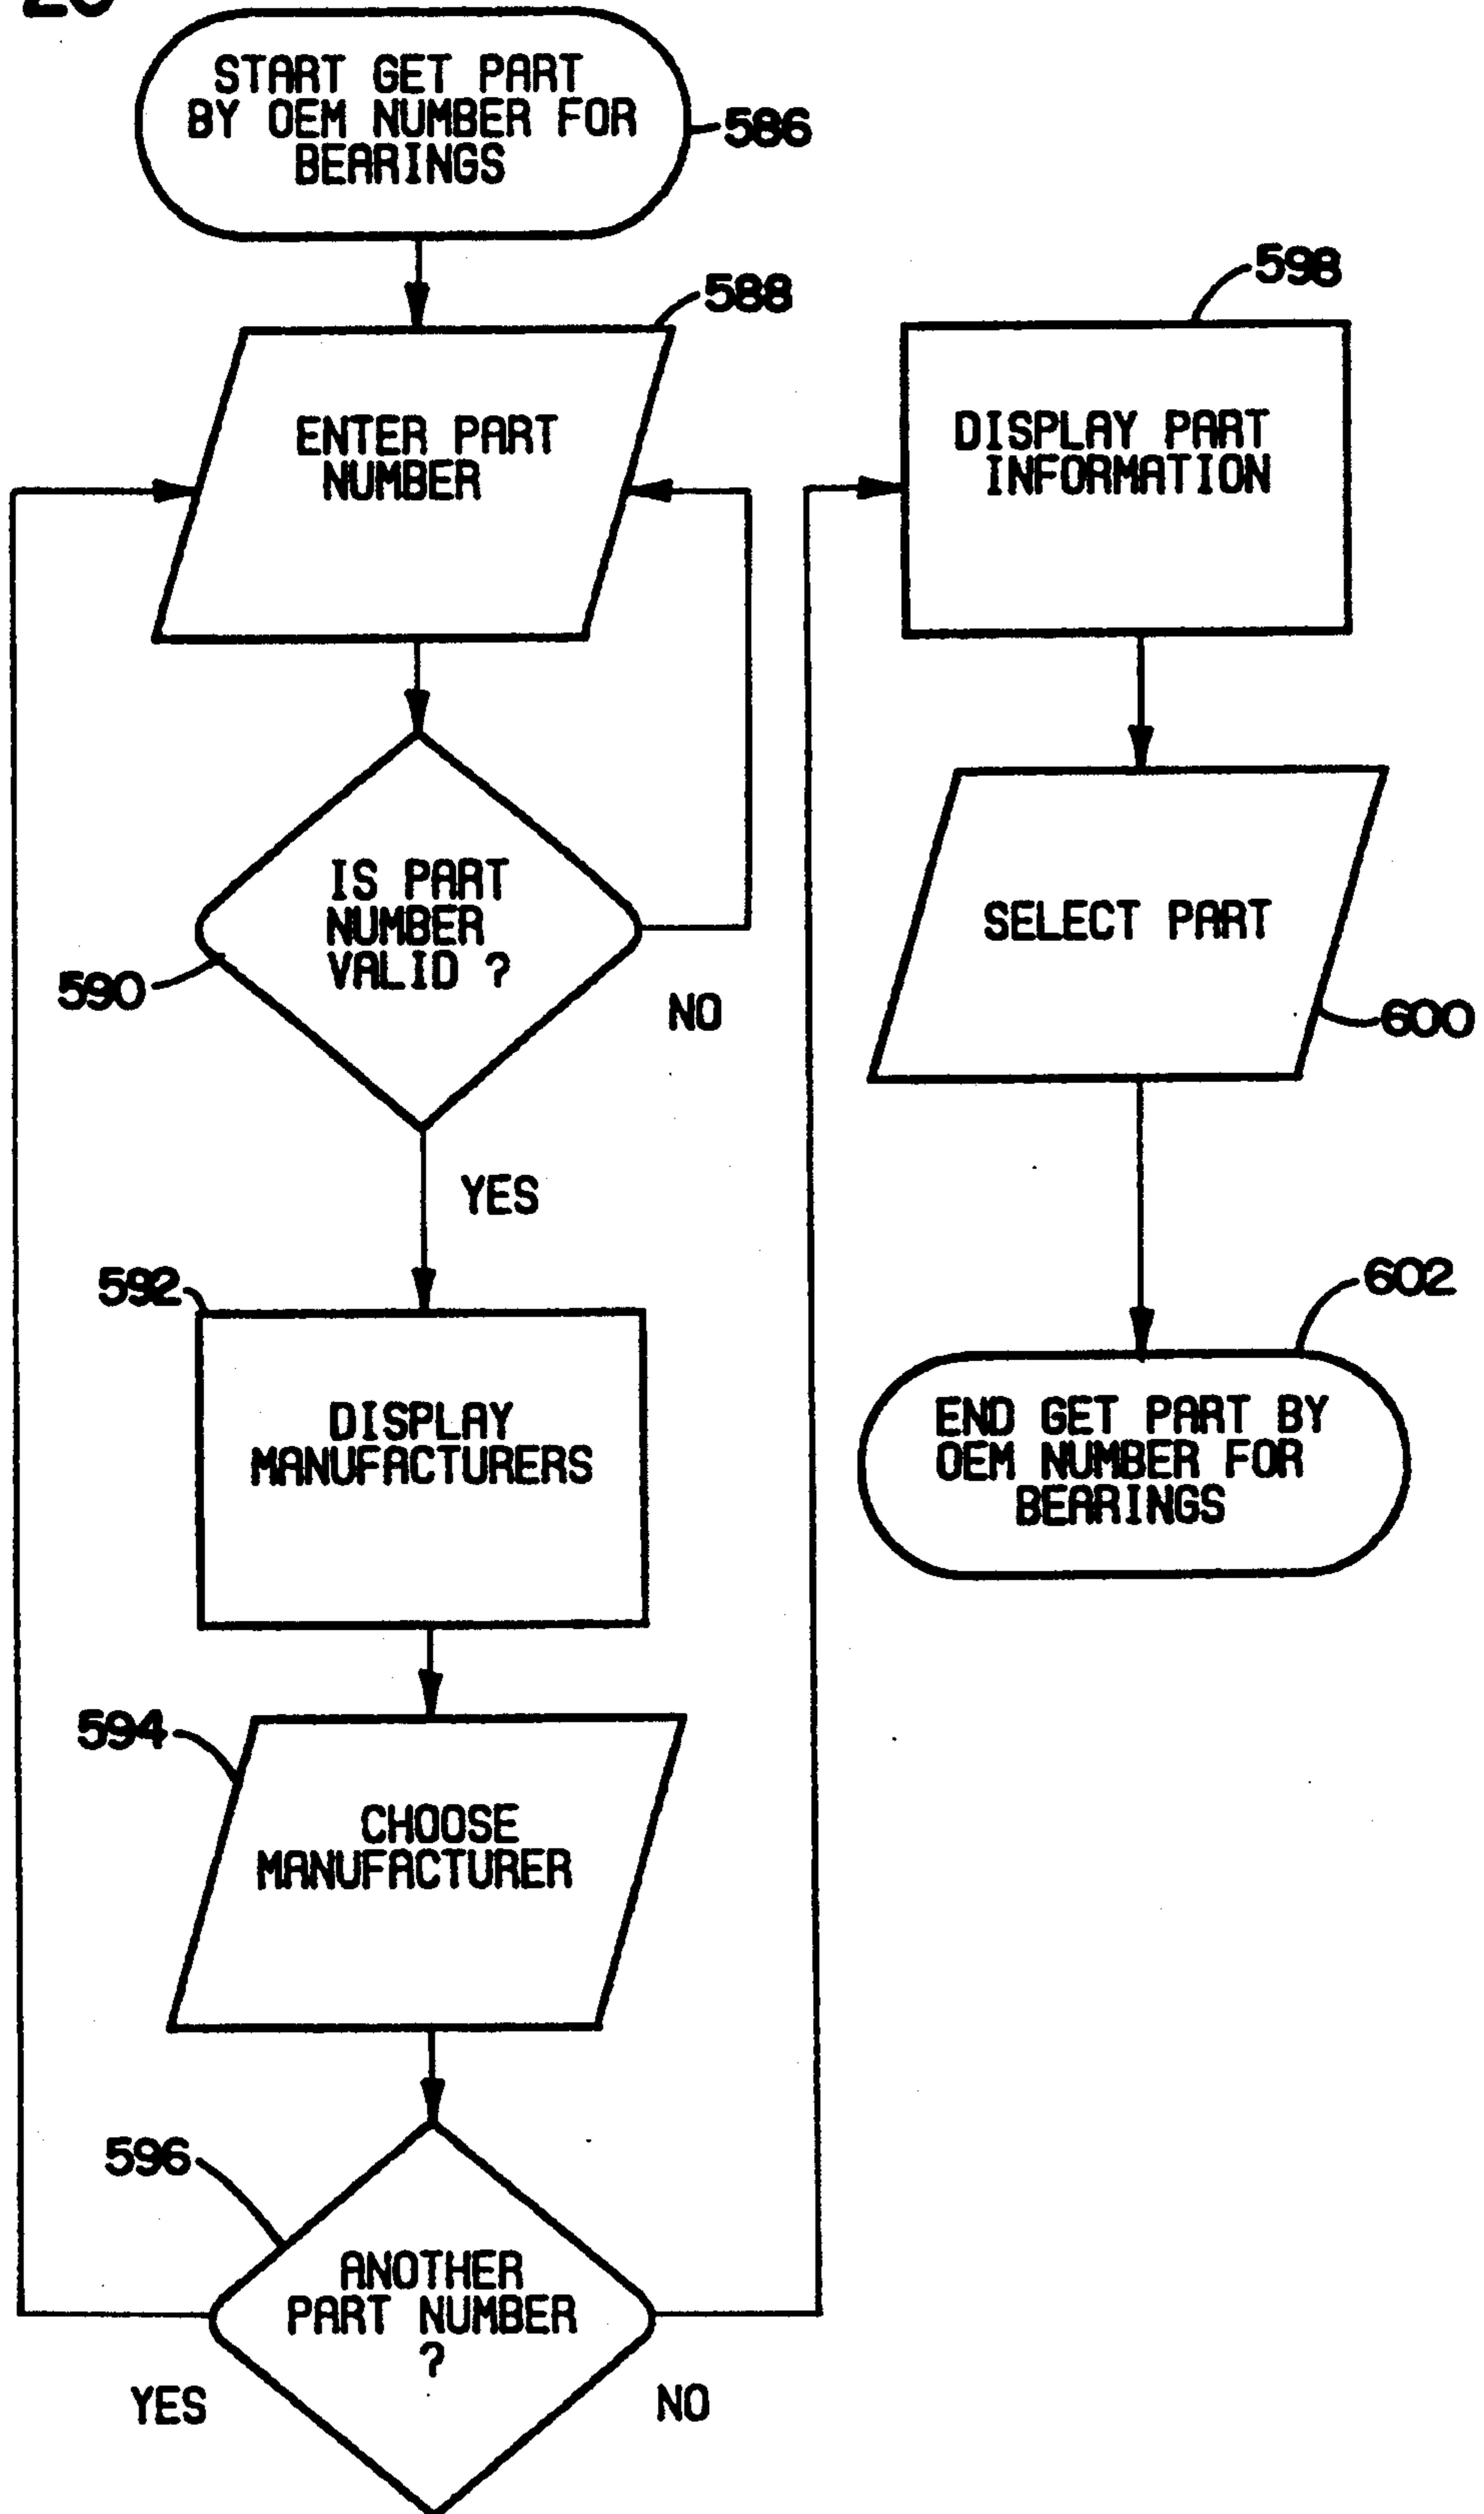 START GET PART
BY OEM NUMBER FOR
BEARINGS
586
588
ENTER PART
NUMBER
IS PART
NUMBER
VALID ?
590
NO
YES
592
DISPLAY
MANUFACTURERS
594
CHOOSE
MANUFACTURER
596
ANOTHER
PART NUMBER
?
YES
NO
598
DISPLAY PART
INFORMATION
SELECT PART
600
602
END GET PART BY
OEM NUMBER FOR
BEARINGS